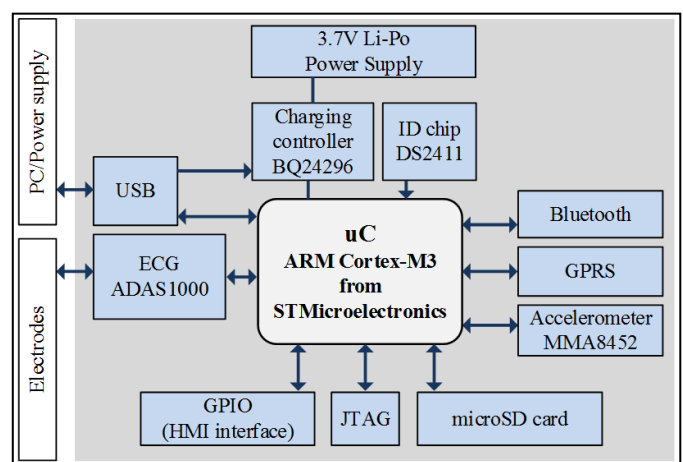 3.7V Li-Po
Power Supply
PC/Power supply
Charging
controller
BQ24296
ID chip
DS2411
USB
Bluetooth
uC
ARM Cortex-M3
from
STMicroelectronics
ECG
ADAS1000
GPRS
Accelerometer
MMA8452
Electrodes
GPIO
(HMI interface)
JTAG
microSD card